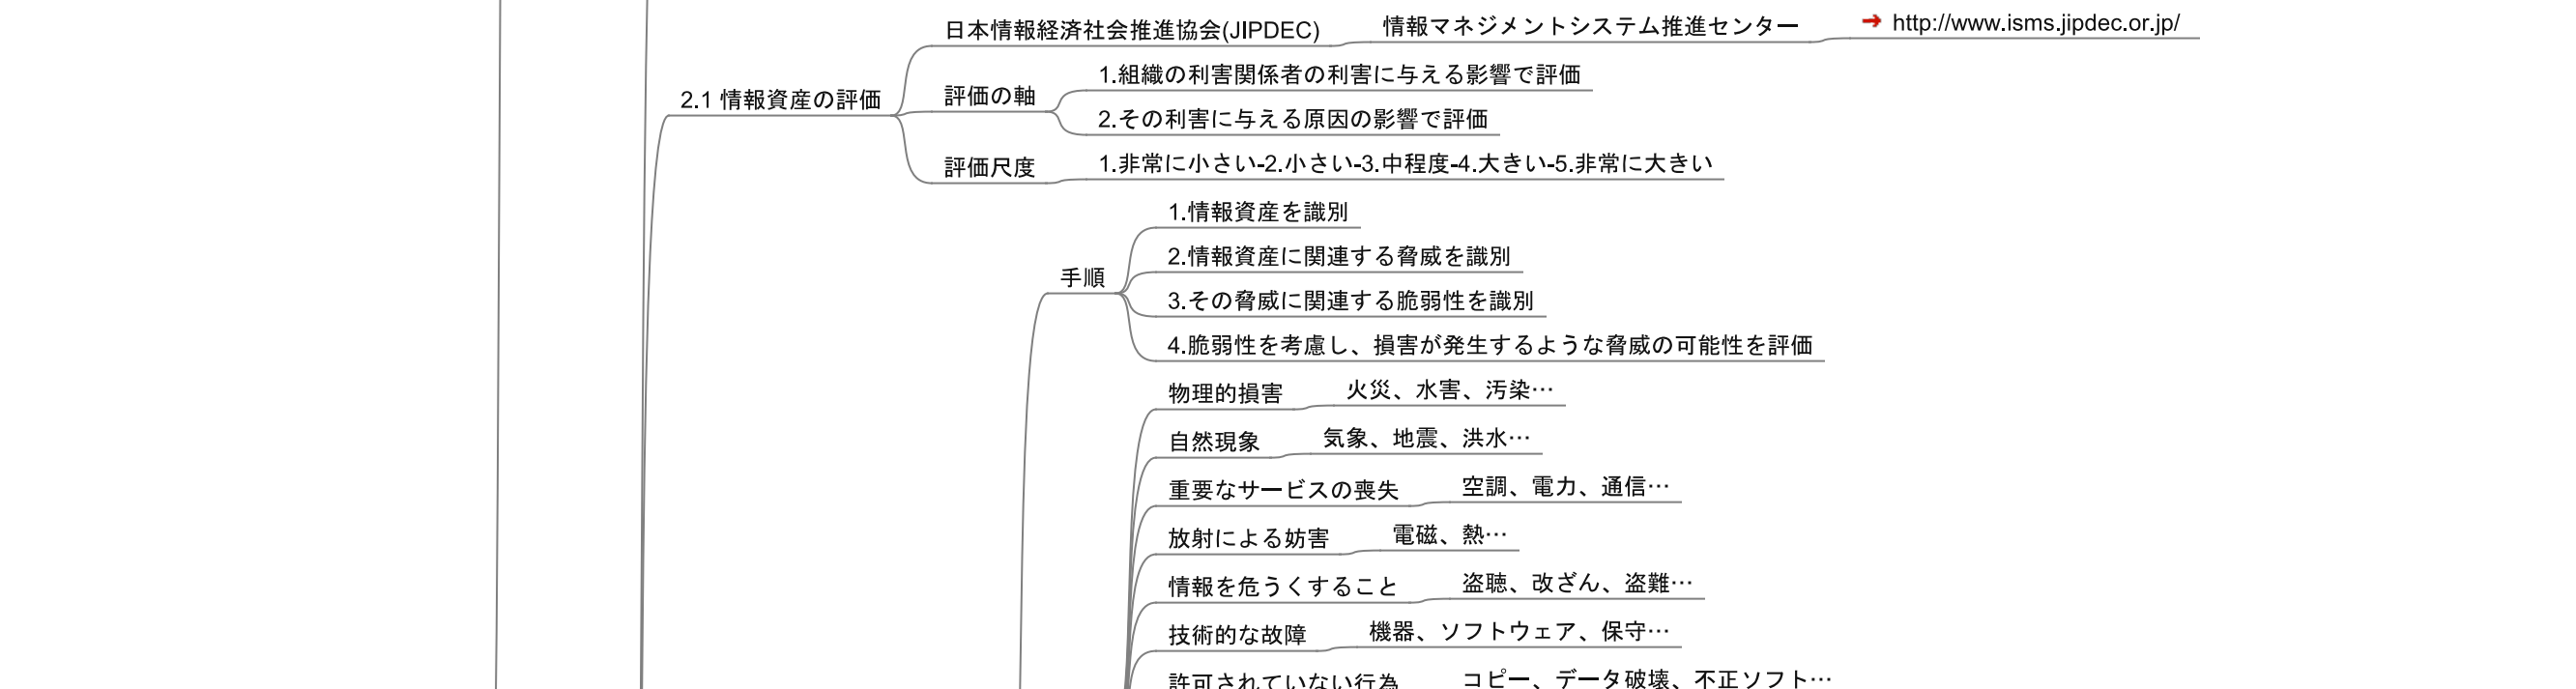 日本情報経済社会推進協会(JIPDEC)
情報マネジメントシステム推進センター
http://www.isms.jipdec.or.jp/
2.1 情報資産の評価
評価の軸
1.組織の利害関係者の利害に与える影響で評価
2.その利害に与える原因の影響で評価
評価尺度
1.非常に小さい-2.小さい-3.中程度-4.大きい-5.非常に大きい
手順
1.情報資産を識別
2.情報資産に関連する脅威を識別
3.その脅威に関連する脆弱性を識別
4.脆弱性を考慮し、損害が発生するような脅威の可能性を評価
物理的損害
火災、水害、汚染…
自然現象
気象、地震、洪水…
重要なサービスの喪失
空調、電力、通信…
放射による妨害
電磁、熱…
情報を危うくすること
盗聴、改ざん、盗難…
技術的な故障
機器、ソフトウェア、保守…
許可されていない行為
コピー、データ破壊、不正ソフト…